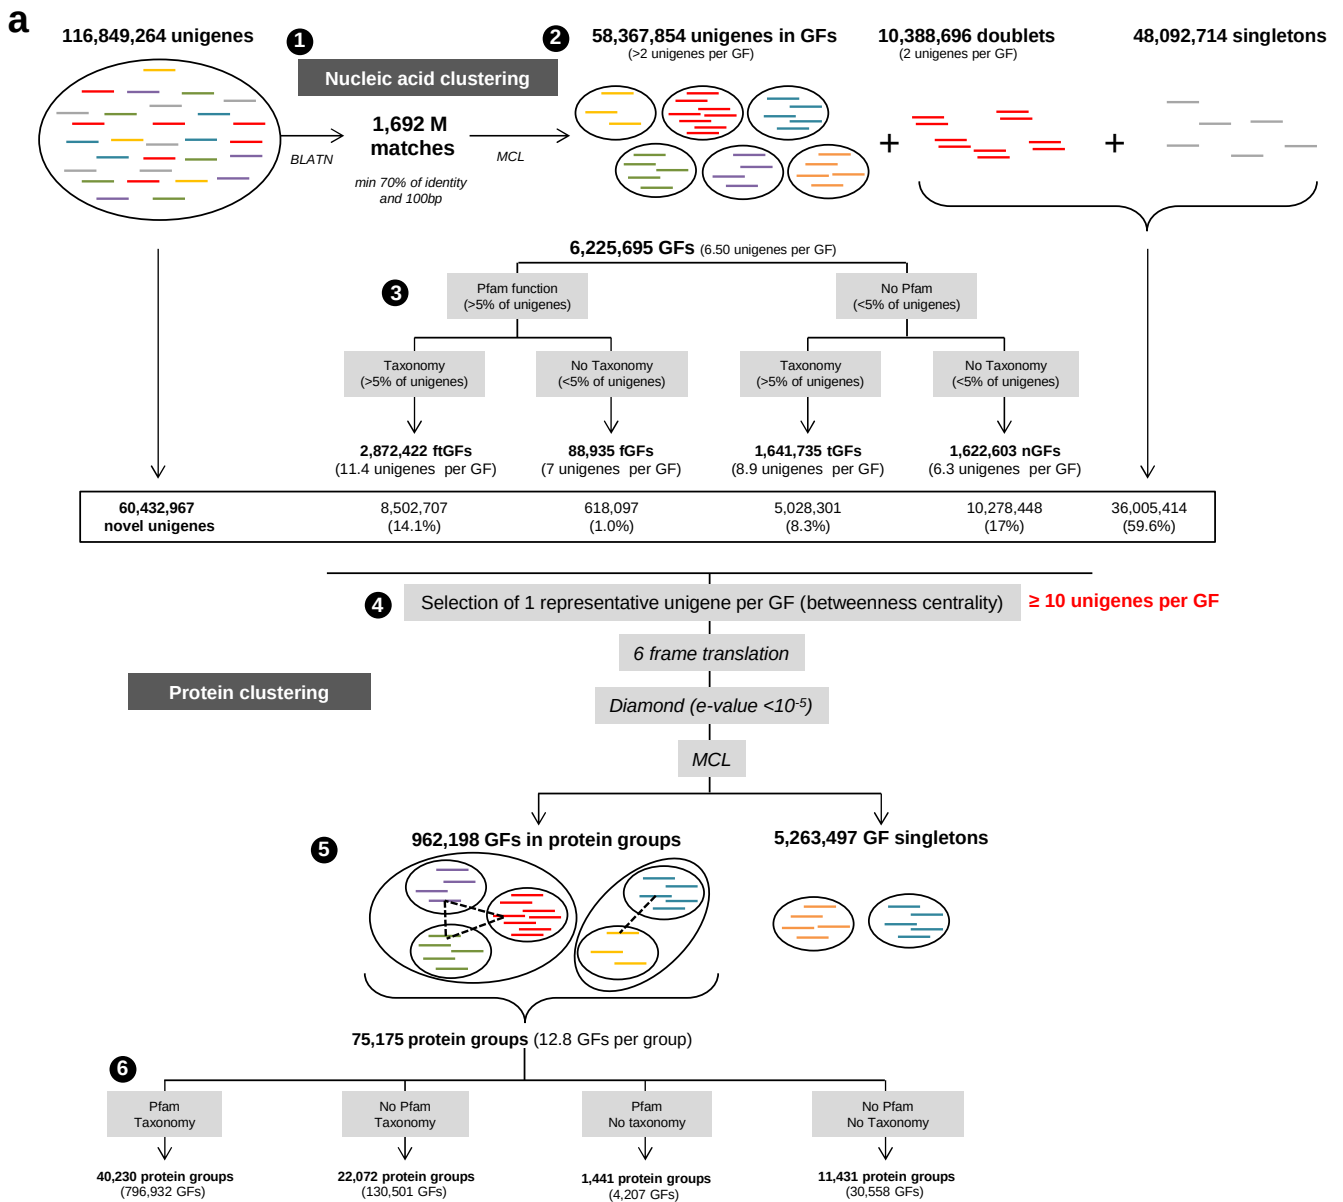 a
116,849,264 unigenes
1
Nucleic acid clustering
2
58,367,854 unigenes in GFs
(>2 unigenes per GF)
10,388,696 doublets
(2 unigenes per GF)
48,092,714 singletons
BLATN
1,692 M
matches
min 70% of identity
and 100bp
MCL
+
+
6,225,695 GFs (6.50 unigenes per GF)
3
Pfam function
(>5% of unigenes)
No Pfam
(<5% of unigenes)
Taxonomy
(>5% of unigenes)
No Taxonomy
(<5% of unigenes)
Taxonomy
(>5% of unigenes)
No Taxonomy
(<5% of unigenes)
2,872,422 ftGFs
(11.4 unigenes per GF)
88,935 fGFs
(7 unigenes per GF)
1,641,735 tGFs
(8.9 unigenes per GF)
1,622,603 nGFs
(6.3 unigenes per GF)
60,432,967
novel unigenes
8,502,707
(14.1%)
618,097
(1.0%)
5,028,301
(8.3%)
10,278,448
(17%)
36,005,414
(59.6%)
4
Selection of 1 representative unigene per GF (betweenness centrality)
≥ 10 unigenes per GF
6 frame translation
Protein clustering
Diamond (e-value <10-5)
MCL
5
962,198 GFs in protein groups
5,263,497 GF singletons
75,175 protein groups (12.8 GFs per group)
6
Pfam
Taxonomy
No Pfam
Taxonomy
Pfam
No taxonomy
No Pfam
No Taxonomy
40,230 protein groups
(796,932 GFs)
22,072 protein groups
(130,501 GFs)
1,441 protein groups
(4,207 GFs)
11,431 protein groups
(30,558 GFs)